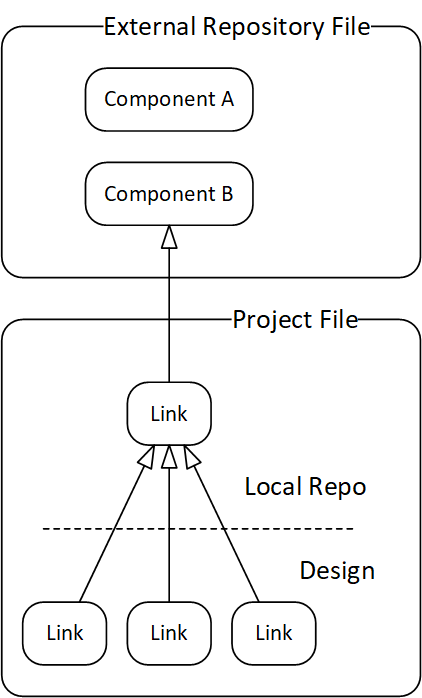 External Repository File
Component A
Component B
Project File
Link
Local Repo
Design
Link
Link
Link